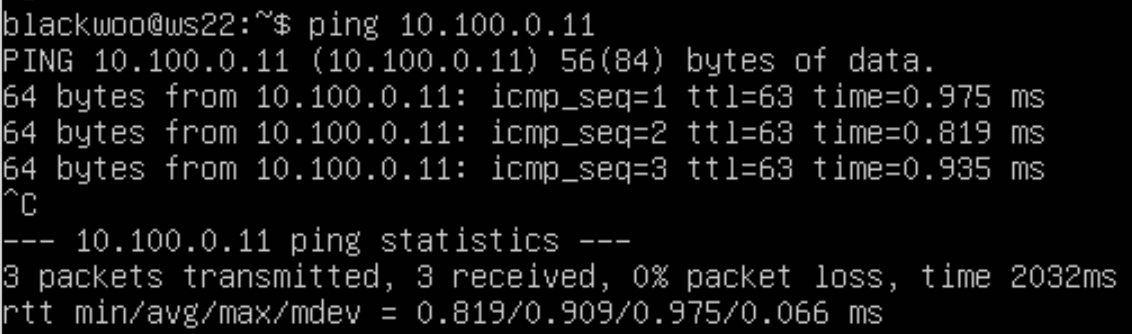 blackwoo@ws22:~$ ping 10.100.0.11
PING 10.100.0.11 (10.100.0.11) 56(84) bytes of data.
64 bytes from 10.100.0.11: icmp_seq=1 ttl=63 time=0.975 ms
64 bytes from 10.100.0.11: icmp_seq=2 ttl=63 time=0.819 ms
64 bytes from 10.100.0.11: icmp_seq=3 ttl=63 time=0.935 ms
^C
--- 10.100.0.11 ping statistics ---
3 packets transmitted, 3 received, 0% packet loss, time 2032ms
rtt min/avg/max/mdev = 0.819/0.909/0.975/0.066 ms